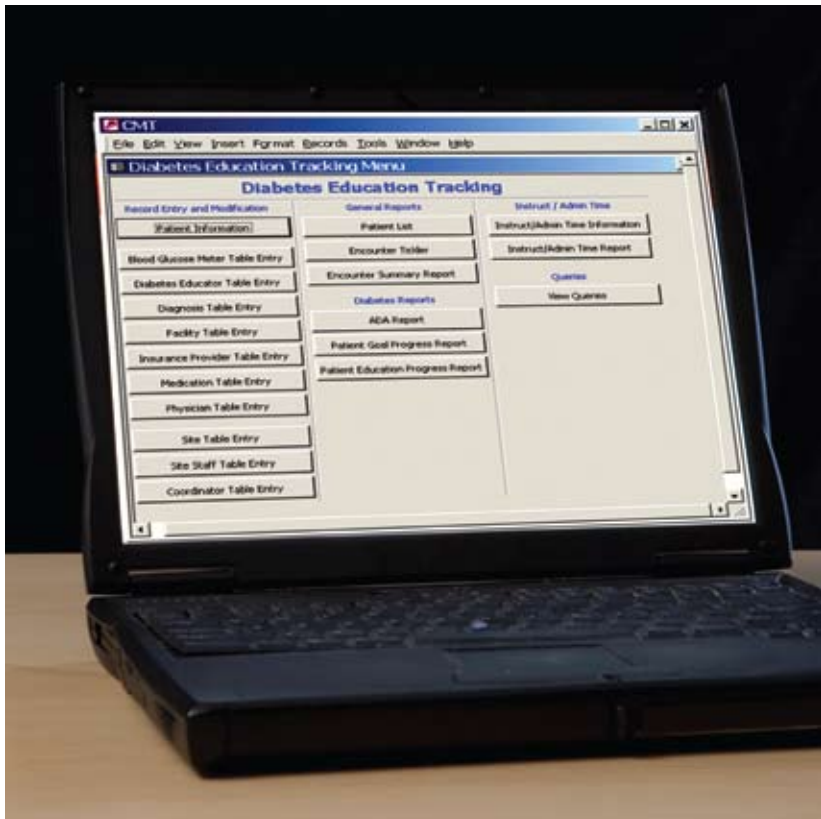 CMT
File Edit View Insert Format Records Tools Window Help
Diabetes Education Tracking Menu
Diabetes Education Tracking
Record Entry and Modification
Patient Information
Blood Glucose Meter Table Entry
Diabetes Educator Table Entry
Diagnosis Table Entry
Facility Table Entry
Insurance Provider Table Entry
Medication Table Entry
Physician Table Entry
Site Table Entry
Site Staff Table Entry
Coordinator Table Entry
General Reports
Patient List
Encounter Tickler
Encounter Summary Report
Diabetes Reports
ADA Report
Patient Goal Progress Report
Patient Education Progress Report
Instruct / Admin Time
Instruct/Admin Time Information
Instruct/Admin Time Report
Queries
View Queries